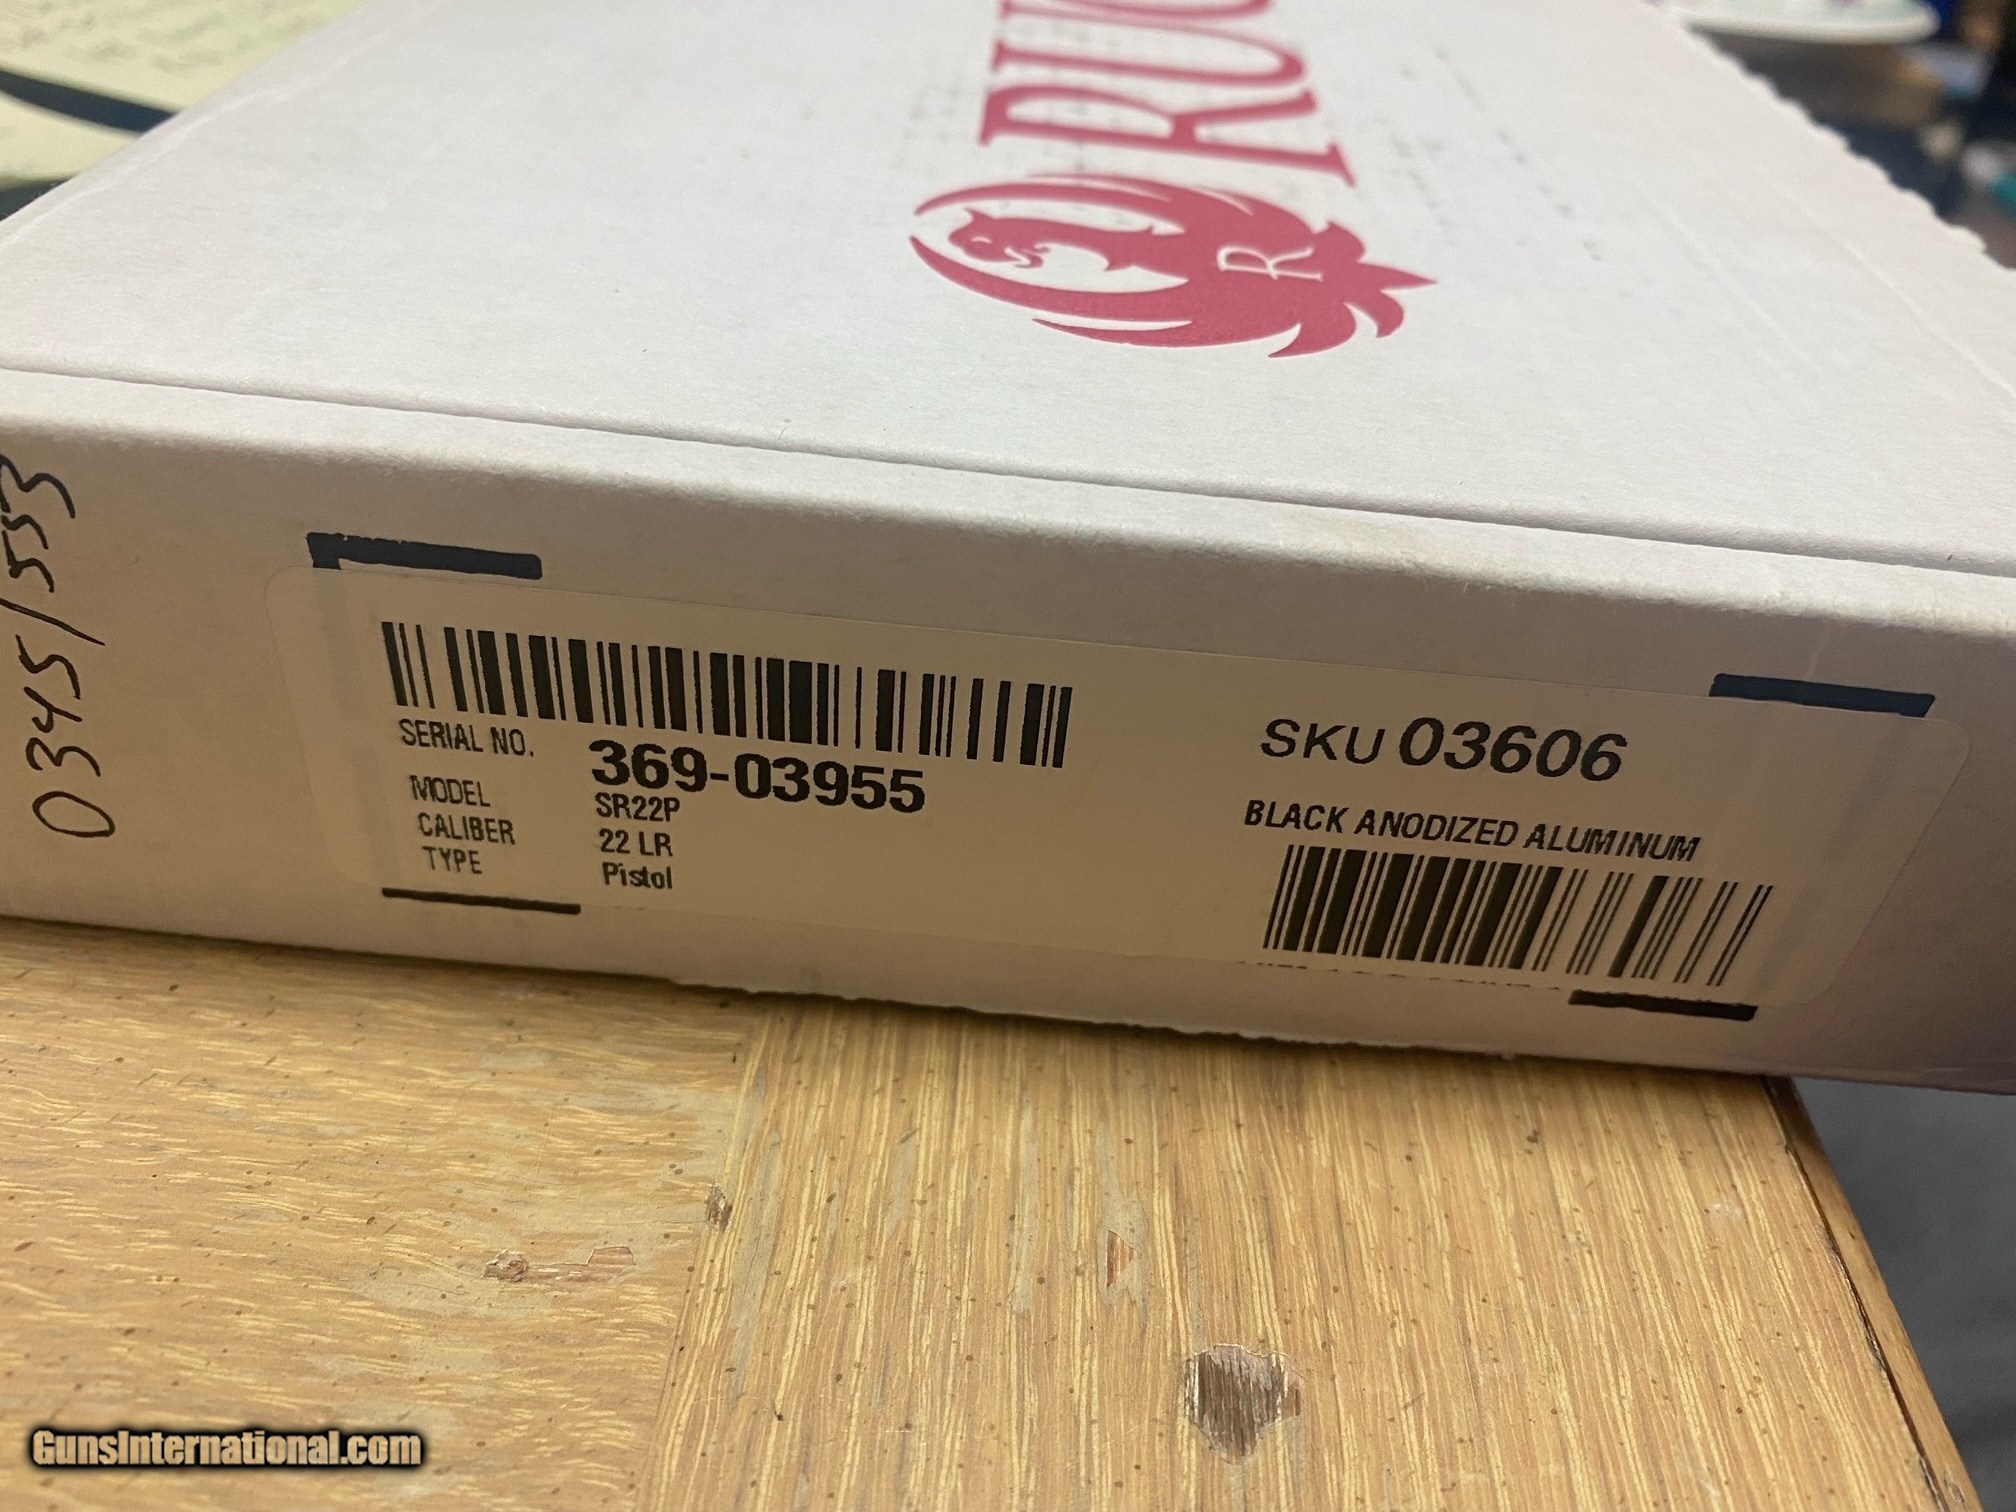 RUG
R
0345/553
SERIAL NO. 369-03955
MODEL SR22P
CALIBER 22 LR
TYPE Pistol
SKU 03606
BLACK ANODIZED ALUMINUM
GunsInternational.com